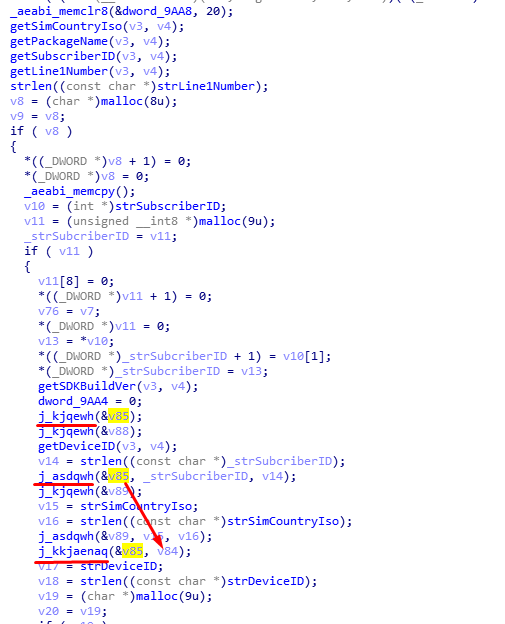 _aeabi_memclr8(&dword_9AA8, 20);
getSimCountryIso(v3, v4);
getPackageName(v3, v4);
getSubscriberID(v3, v4);
getLine1Number(v3, v4);
strlen((const char *)strLine1Number);
v8 = (char *)malloc(8u);
v9 = v8;
if ( v8 )
{
*((_DWORD *)v8 + 1) = 0;
*(_DWORD *)v8 = 0;
_aeabi_memcpy();
v10 = (int *)strSubscriberID;
v11 = (unsigned __int8 *)malloc(9u);
_strSubcriberID = v11;
if ( v11 )
{
v11[8] = 0;
*((_DWORD *)v11 + 1) = 0;
v76 = v7;
*(_DWORD *)v11 = 0;
v13 = *v10;
*((_DWORD *)_strSubcriberID + 1) = v10[1];
*(_DWORD *)_strSubcriberID = v13;
getSDKBuildVer(v3, v4);
dword_9AA4 = 0;
j_kjqewh(&v85);
j_kjqewh(&v88);
getDeviceID(v3, v4);
v14 = strlen((const char *)_strSubcriberID);
j_asdqwh(&v85, _strSubcriberID, v14);
j_kjqewh(&v89);
v15 = strSimCountryIso;
v16 = strlen((const char *)strSimCountryIso);
j_asdqwh(&v89, v15, v16);
j_kkjaenaq(&v85, v84);
v17 = strDeviceID;
v18 = strlen((const char *)strDeviceID);
v19 = (char *)malloc(9u);
v20 = v19;